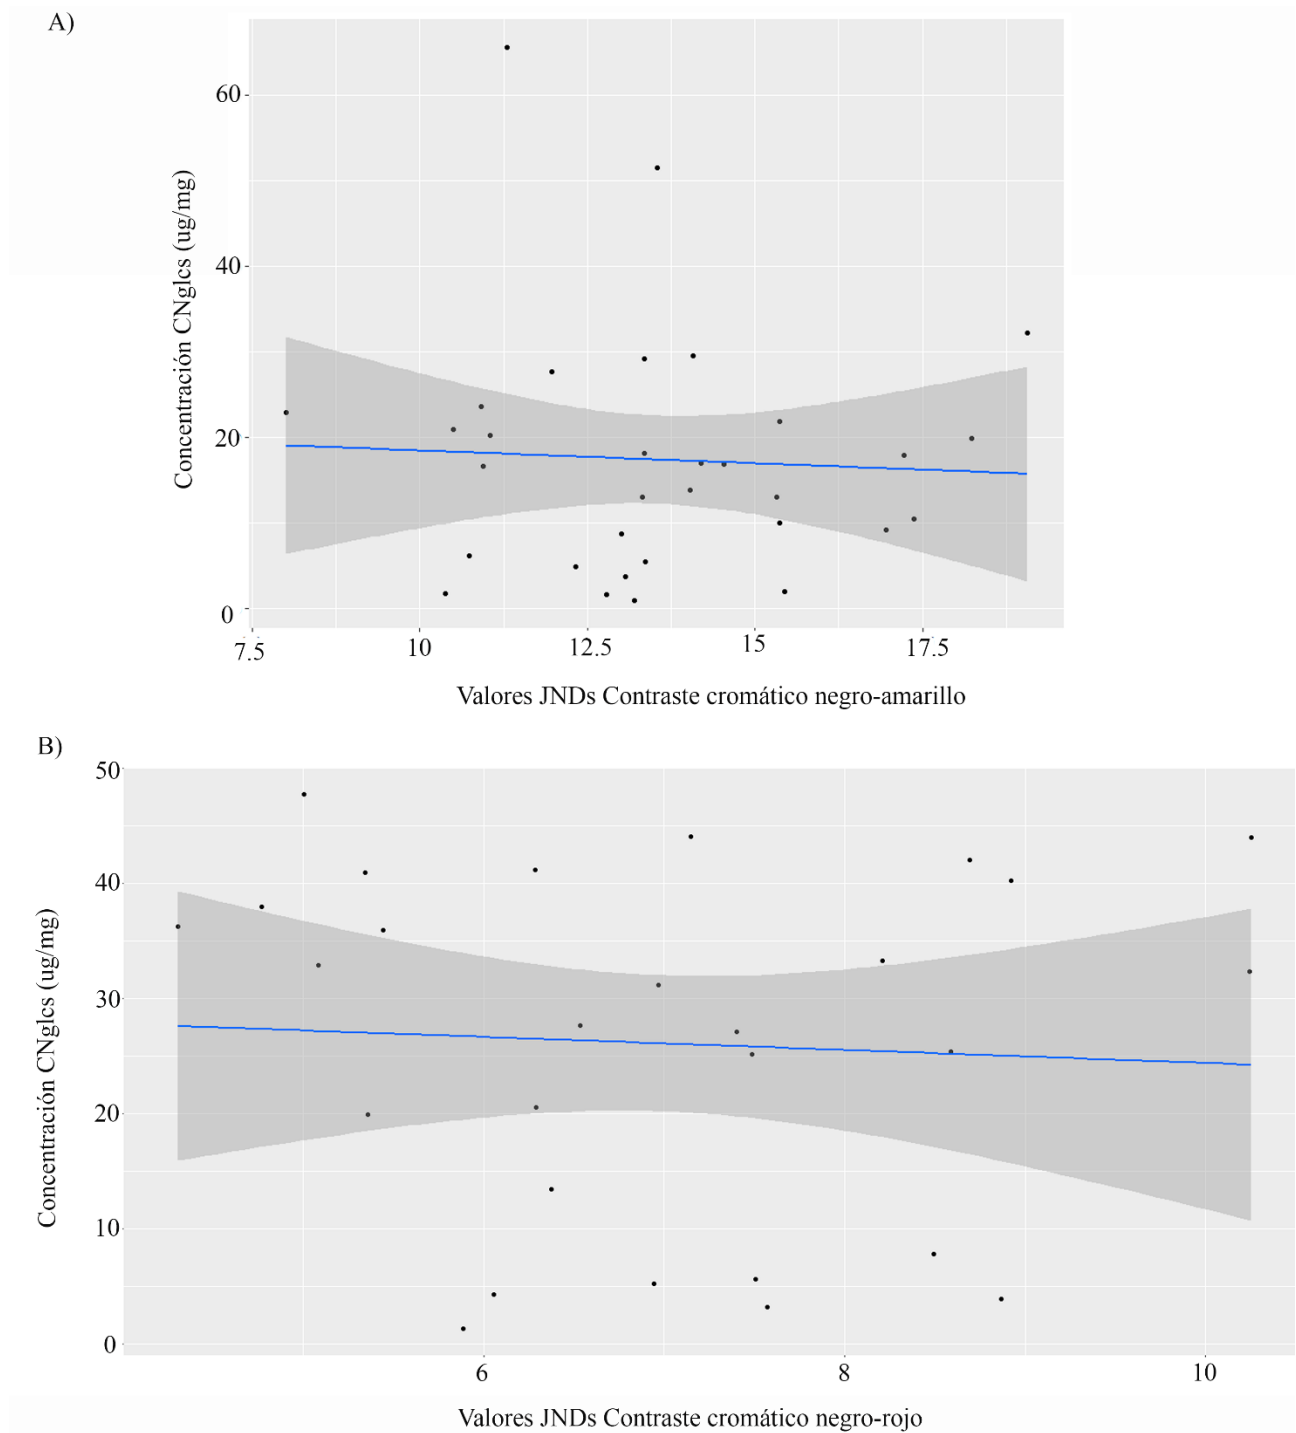 A)
60
40
20
0
Concentración CNglcs (ug/mg)
7.5 10 12.5 15 17.5
Valores JNDs Contraste cromático negro-amarillo
B)
50
40
30
20
10
0
Concentración CNglcs (ug/mg)
6 8 10
Valores JNDs Contraste cromático negro-rojo